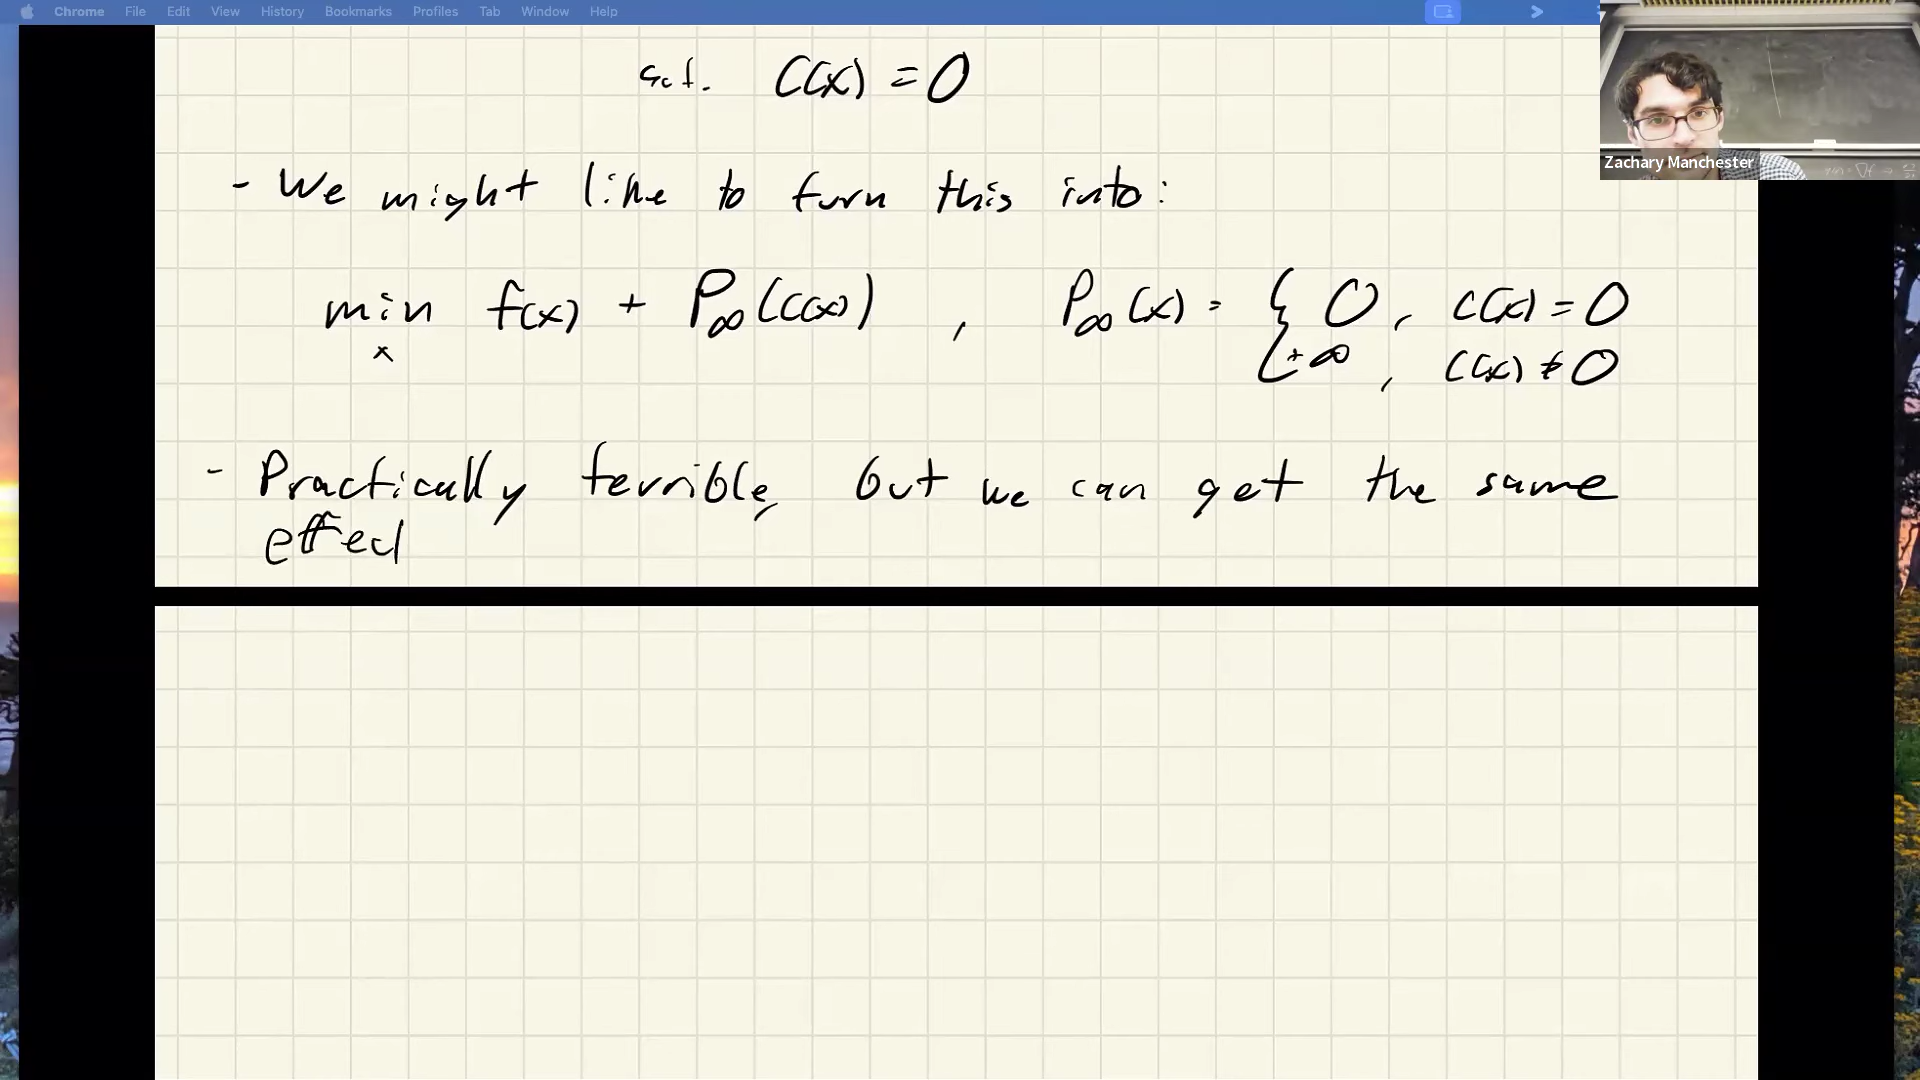 Chrome File Edit View History Bookmarks Profiles Tab Window Help
s.t. C(x) = 0
Zachary Manchester
- We might like to turn this into:
min f(x) + P∞(C(x)) , P∞(x) = { 0, C(x) = 0
x +∞, C(x) ≠ 0
- Practically terrible, but we can get the same
effect